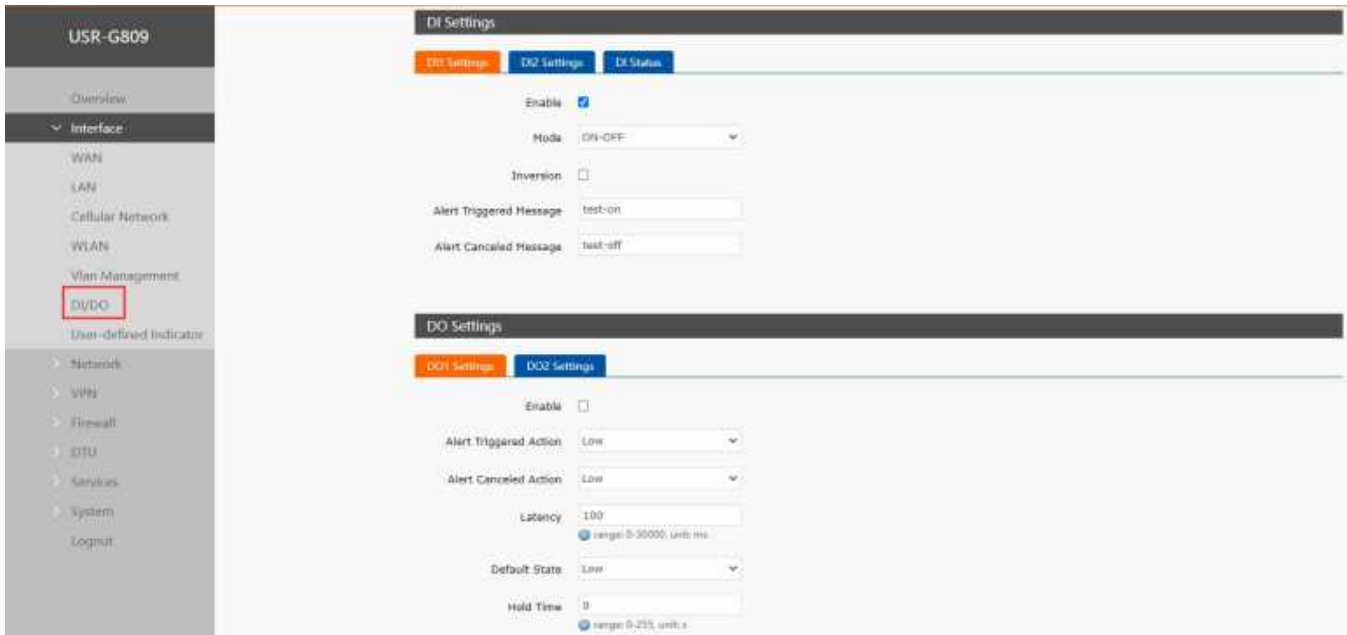 USR-G809
Overview
Interface
WAN
LAN
Cellular Network
WLAN
Vlan Management
DI/DO
User-defined Indicator
Network
VPN
Firewall
DTU
Services
System
Logout
DI Settings
DI1 Settings DI2 Settings DI Status
Enable
Mode ON-OFF
Inversion
Alert Triggered Message test-on
Alert Canceled Message test-off
DO Settings
DO1 Settings DO2 Settings
Enable
Alert Triggered Action Low
Alert Canceled Action Low
Latency 100
range: 0-30000, unit: ms
Default State Low
Hold Time 0
range: 0-255, unit: s